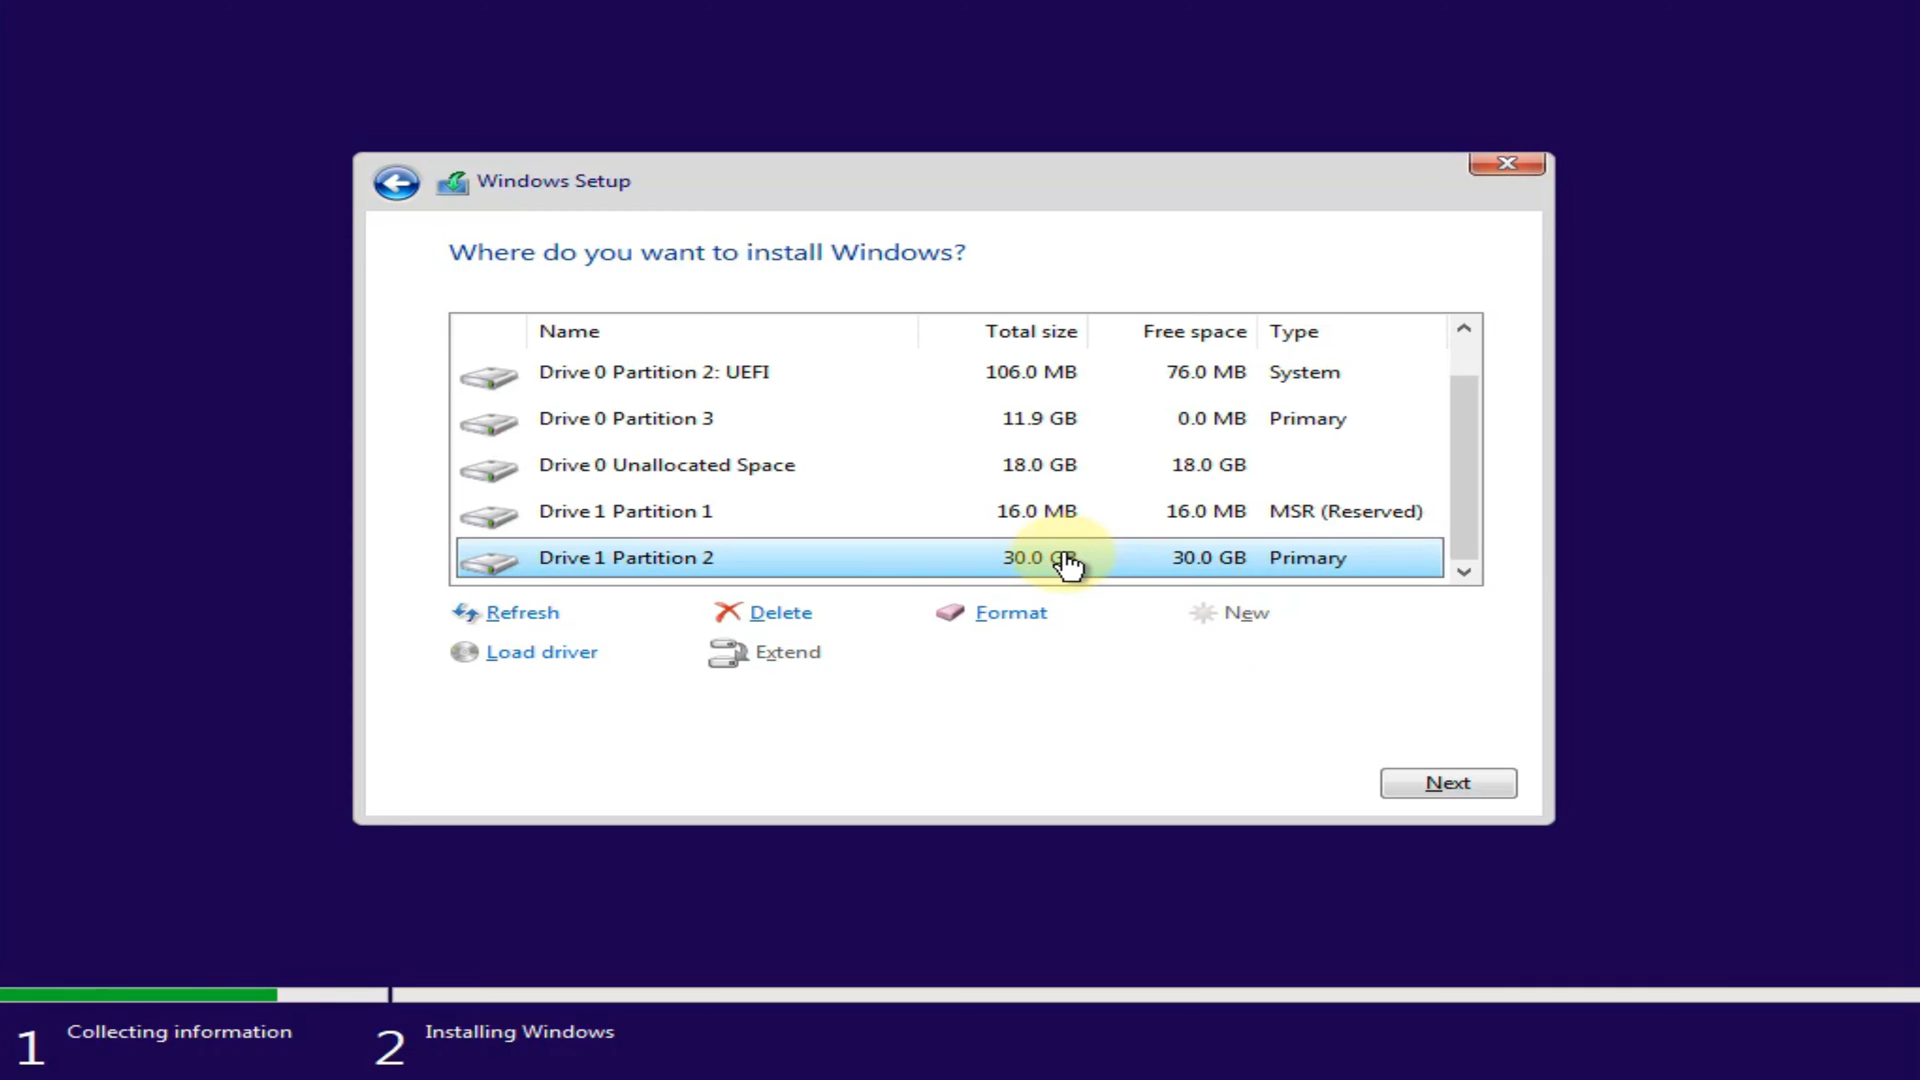 Windows Setup
Where do you want to install Windows?
Name Total size Free space Type
Drive 0 Partition 2: UEFI 106.0 MB 76.0 MB System
Drive 0 Partition 3 11.9 GB 0.0 MB Primary
Drive 0 Unallocated Space 18.0 GB 18.0 GB
Drive 1 Partition 1 16.0 MB 16.0 MB MSR (Reserved)
Drive 1 Partition 2 30.0 GB 30.0 GB Primary
Refresh Delete Format New
Load driver Extend
Next
1 Collecting information 2 Installing Windows